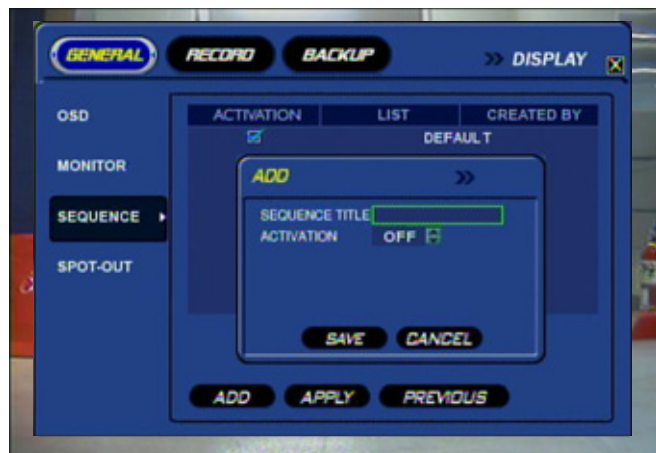 GENERAL RECORD BACKUP >> DISPLAY X
OSD
MONITOR
SEQUENCE
SPOT-OUT
ACTIVATION LIST CREATED BY
DEFAULT
ADD >>
SEQUENCE TITLE
ACTIVATION OFF
SAVE CANCEL
ADD APPLY PREVIOUS